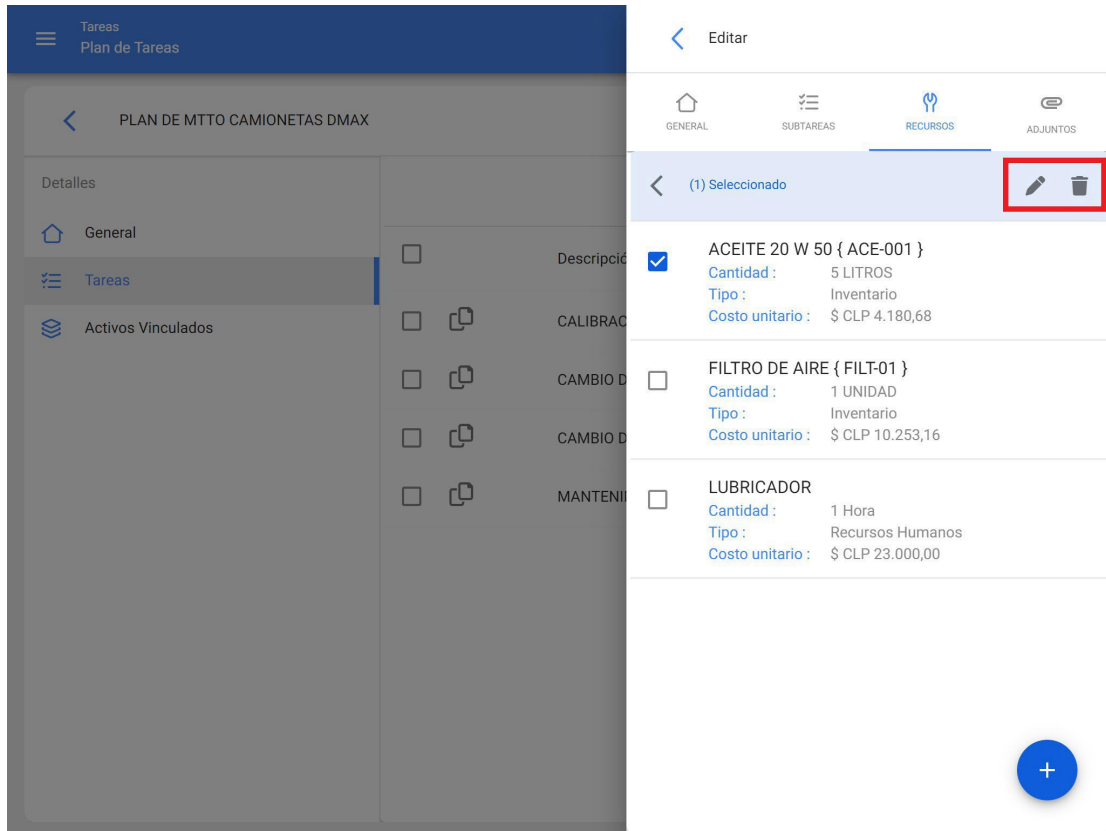 Tareas
Plan de Tareas
PLAN DE MTTO CAMIONETAS DMAX
Detalles
General
Tareas
Activos Vinculados
Descripció
CALIBRAC
CAMBIO D
CAMBIO D
MANTENI
Editar
GENERAL SUBTAREAS RECURSOS ADJUNTOS
(1) Seleccionado
ACEITE 20 W 50 { ACE-001 }
Cantidad : 5 LITROS
Tipo : Inventario
Costo unitario : $ CLP 4.180,68
FILTRO DE AIRE { FILT-01 }
Cantidad : 1 UNIDAD
Tipo : Inventario
Costo unitario : $ CLP 10.253,16
LUBRICADOR
Cantidad : 1 Hora
Tipo : Recursos Humanos
Costo unitario : $ CLP 23.000,00